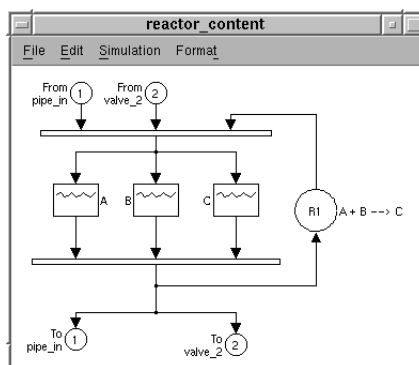 reactor_content
File Edit Simulation Format
From
pipe_in
1
From
valve_2
2
A
B
C
R1
A + B --> C
To
pipe_in
1
To
valve_2
2